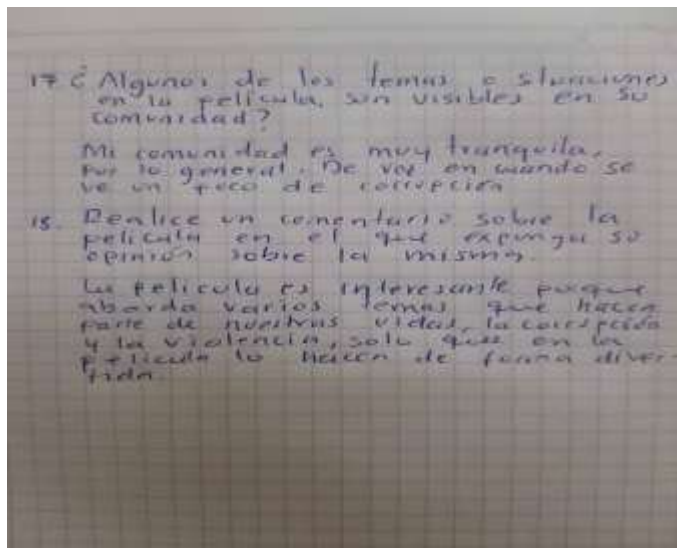 17 ¿Algunos de los temas o situaciones
en la película, son visibles en su
comunidad?
Mi comunidad es muy tranquila,
por lo general. De vez en cuando se
ve un poco de corrupción
18. Realice un comentario sobre la
película en el que exponga su
opinión sobre la misma.
La película es interesante porque
aborda varios temas que hacen
parte de nuestras vidas, la corrupción
y la violencia, solo que en la
película lo hacen de forma diver-
tida.